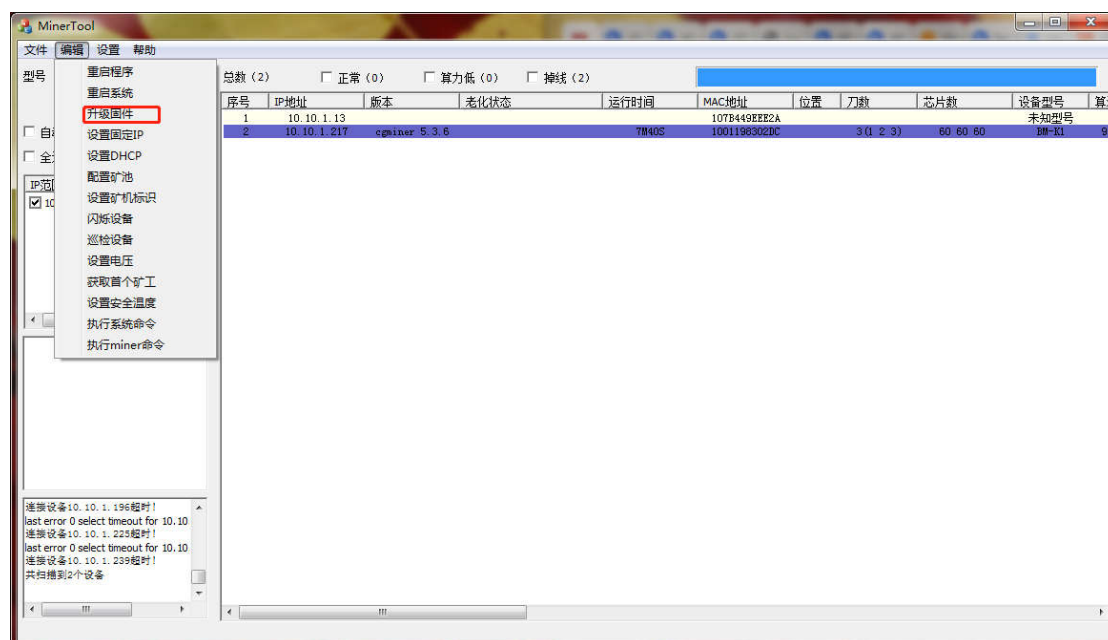 MinerTool
文件 编辑 设置 帮助
型号
重启程序
重启系统
升级固件
设置固定IP
设置DHCP
配置矿池
设置矿机标识
闪烁设备
巡检设备
设置电压
获取首个矿工
设置安全温度
执行系统命令
执行miner命令
总数 (2) 正常 (0) 算力低 (0) 掉线 (2)
序号 IP地址 版本 老化状态 运行时间 MAC地址 位置 刀数 芯片数 设备型号 算
1 10.10.1.13 107B449EEE2A 未知型号
2 10.10.1.217 cgminer 5.3.6 7M40S 1001198302DC 3(1 2 3) 60 60 60 BM-K1 9
IP范
10
连接设备10.10.1.196超时!
last error 0 select timeout for 10.10
连接设备10.10.1.225超时!
last error 0 select timeout for 10.10
连接设备10.10.1.239超时!
共扫描到2个设备